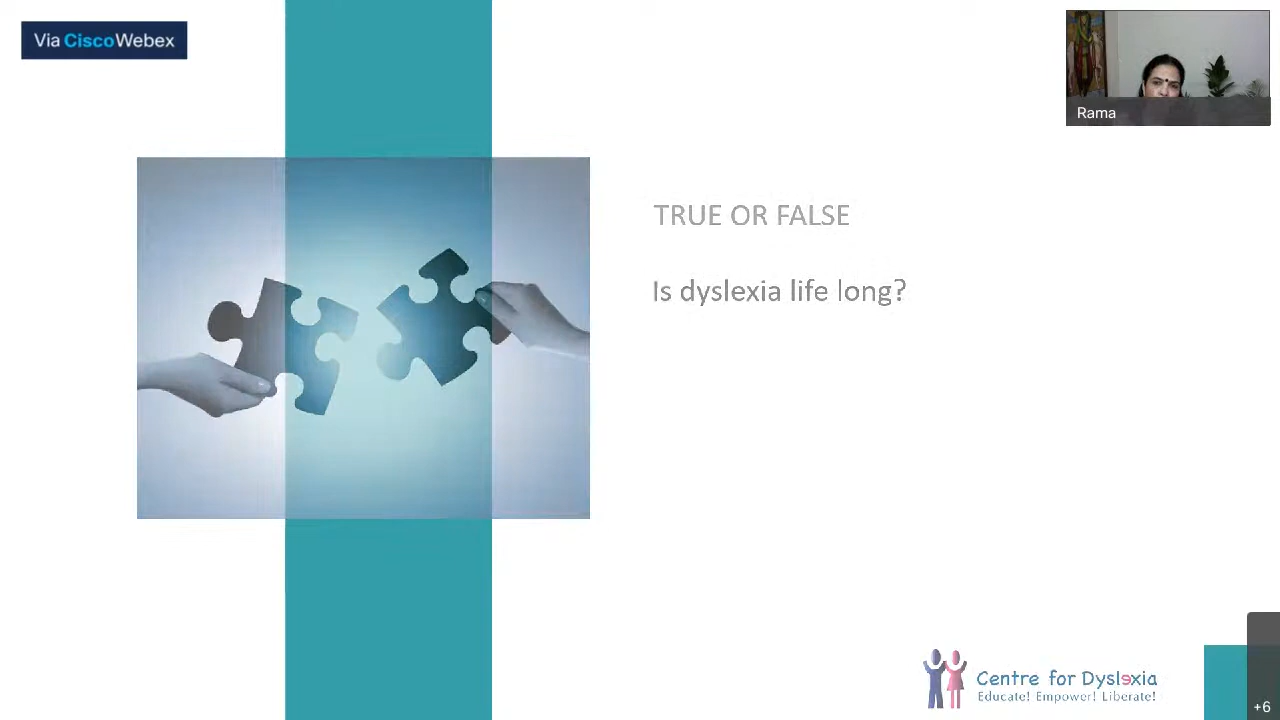 Via CiscoWebex
Rama
TRUE OR FALSE
Is dyslexia life long?
Centre for Dyslexia
Educate! Empower! Liberate!
+6